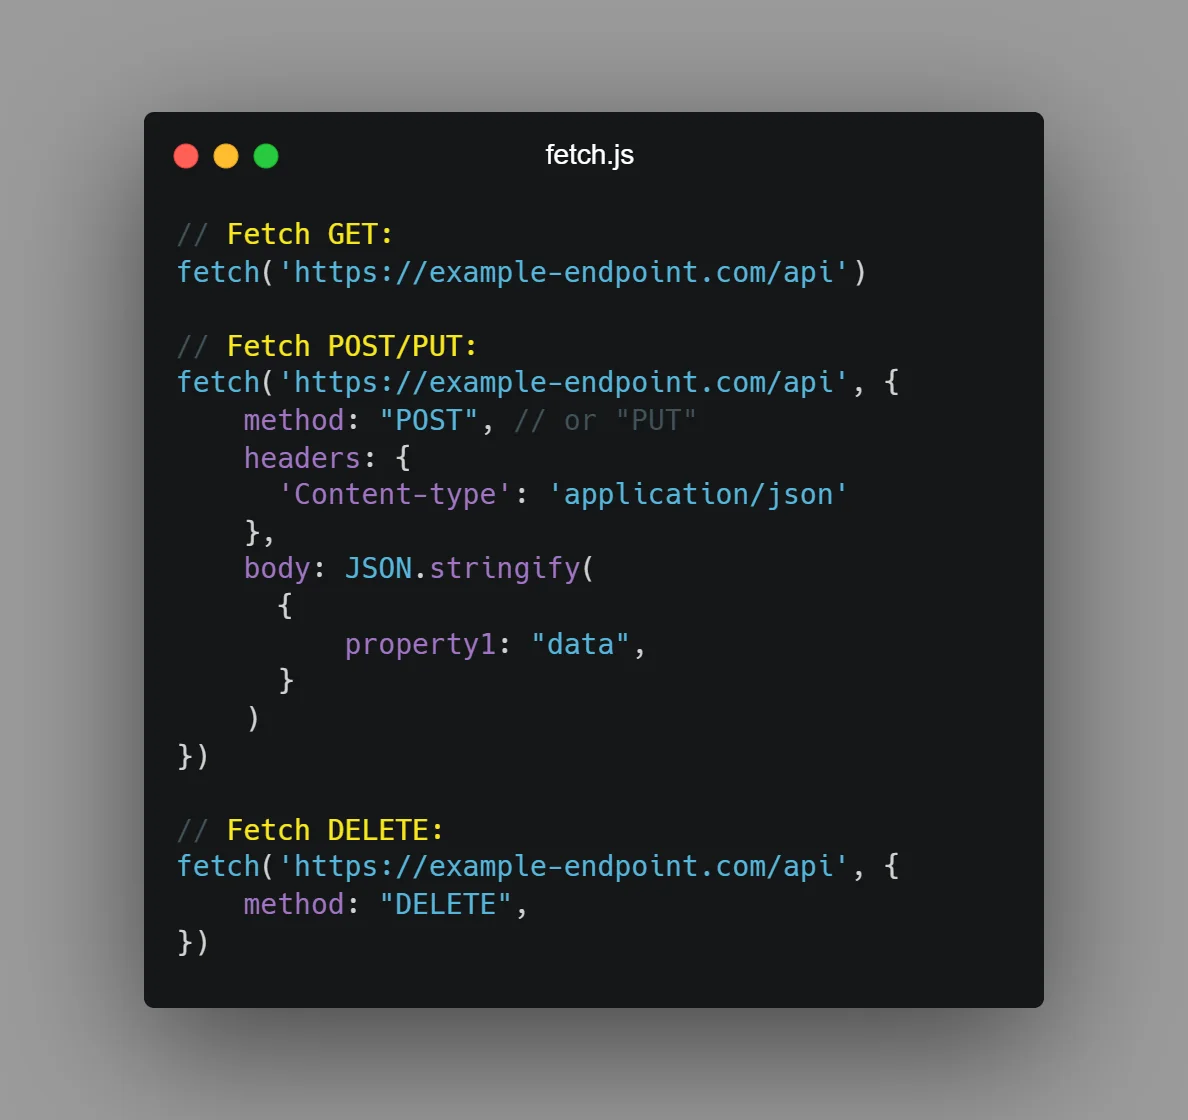 fetch.js
// Fetch GET:
fetch('https://example-endpoint.com/api')
// Fetch POST/PUT:
fetch('https://example-endpoint.com/api', {
    method: "POST", // or "PUT"
    headers: {
      'Content-type': 'application/json'
    },
    body: JSON.stringify(
      {
          property1: "data",
      }
    )
})
// Fetch DELETE:
fetch('https://example-endpoint.com/api', {
    method: "DELETE",
})